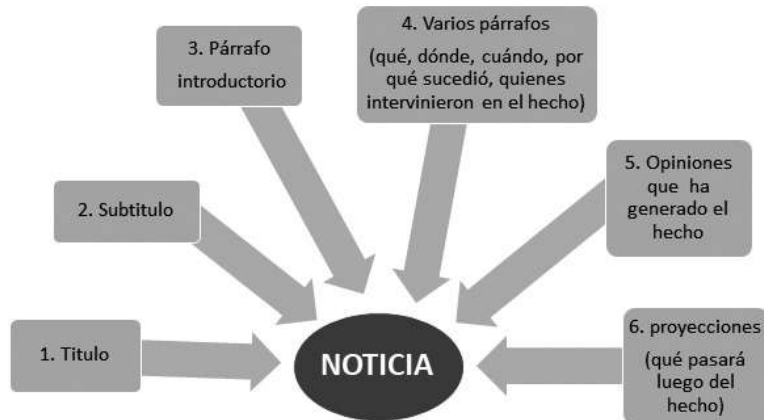 1. Titulo
2. Subtitulo
3. Párrafo
introductorio
4. Varios párrafos
(qué, dónde, cuándo, por
qué sucedió, quienes
intervinieron en el hecho)
5. Opiniones
que ha
generado el
hecho
6. proyecciones
(qué pasará
luego del
hecho)
NOTICIA